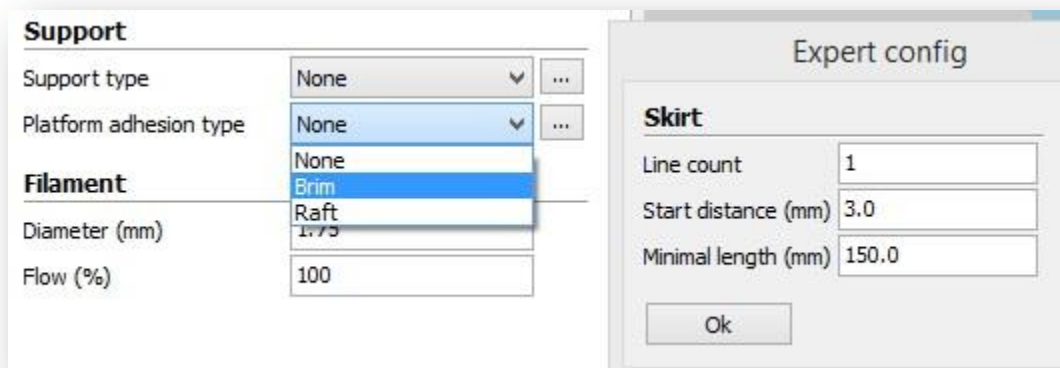 Support
Support type None ...
Platform adhesion type None ...
None
Brim
Raft
Filament
Diameter (mm) 1.75
Flow (%) 100
Expert config
Skirt
Line count 1
Start distance (mm) 3.0
Minimal length (mm) 150.0
Ok